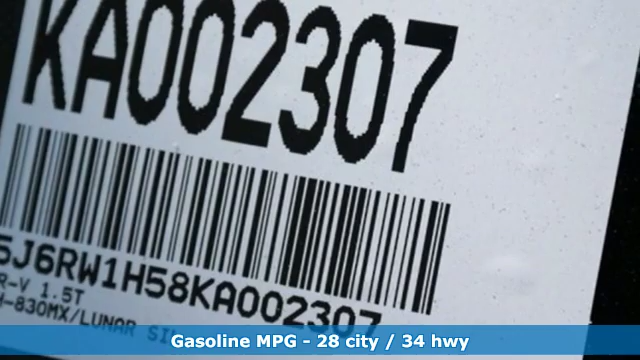 KA002307
5J6RW1H58KA002307
R-V 1.5T
H-830MX/LUNAR SI
Gasoline MPG - 28 city / 34 hwy